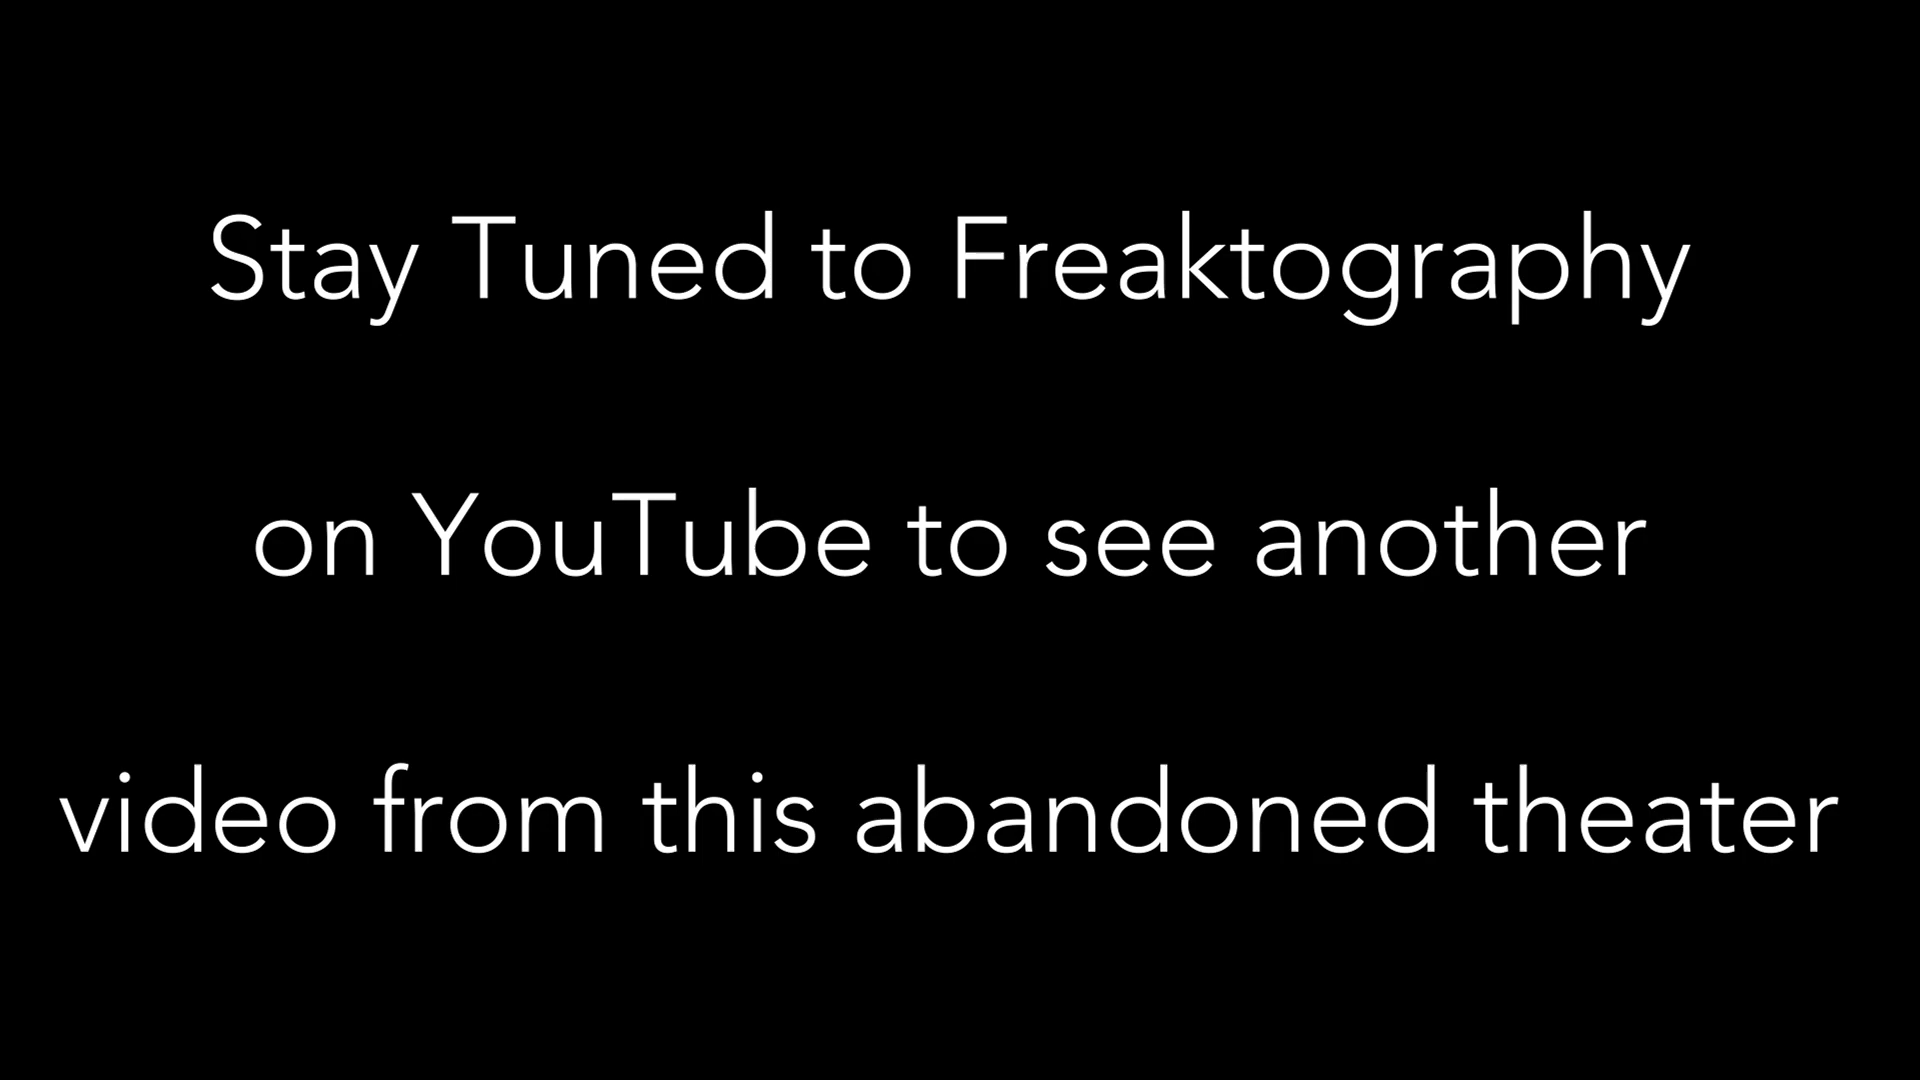 Stay Tuned to Freaktography
on YouTube to see another
video from this abandoned theater